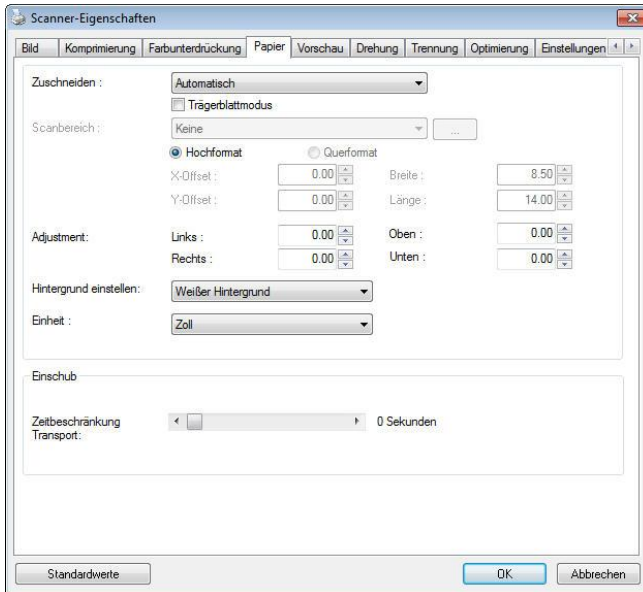 Scanner-Eigenschaften
Bild Komprimierung Farbunterdrückung Papier Vorschau Drehung Trennung Optimierung Einstellungen
Zuschneiden : Automatisch
Trägerblattmodus
Scanbereich : Keine ...
Hochformat Querformat
X-Offset : 0.00 Breite : 8.50
Y-Offset : 0.00 Länge : 14.00
Adjustment: Links : 0.00 Oben : 0.00
Rechts : 0.00 Unten : 0.00
Hintergrund einstellen: Weißer Hintergrund
Einheit : Zoll
Einschub
Zeitbeschränkung 0 Sekunden
Transport:
Standardwerte OK Abbrechen